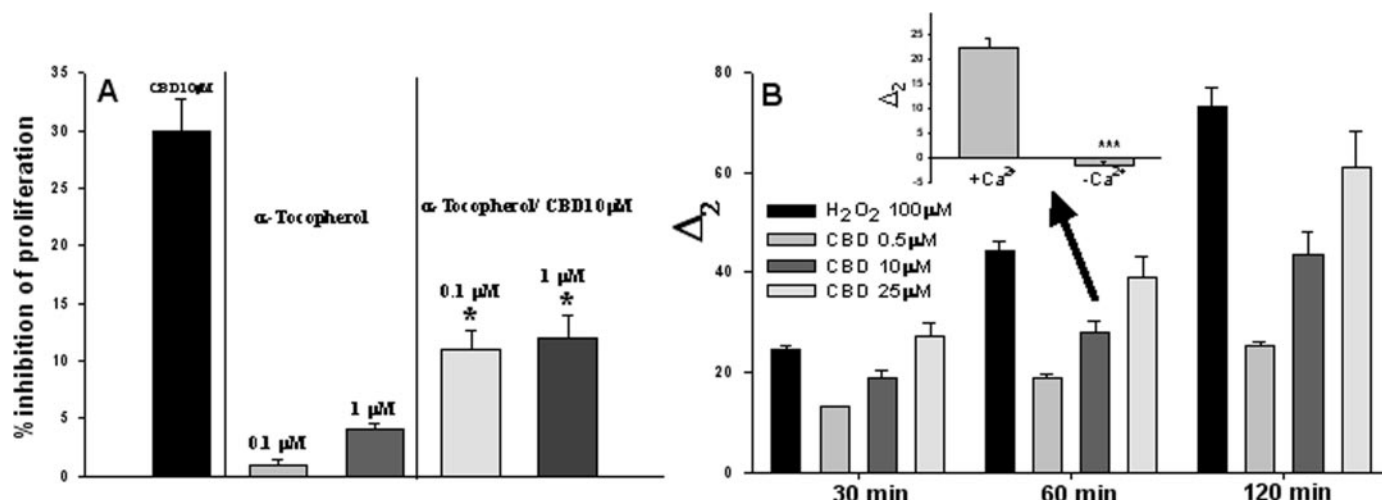 A
CBD10µM
% inhibition of proliferation
35
30
25
20
15
10
5
0
α-Tocopherol
0.1 µM
1 µM
α-Tocopherol/ CBD10µM
0.1 µM
*
1 µM
*
B
Δ2
80
60
40
20
0
H2O2 100µM
CBD 0.5µM
CBD 10µM
CBD 25µM
30 min
60 min
120 min
Δ2
25
20
15
10
5
0
-5
+Ca2+
-Ca2+
***